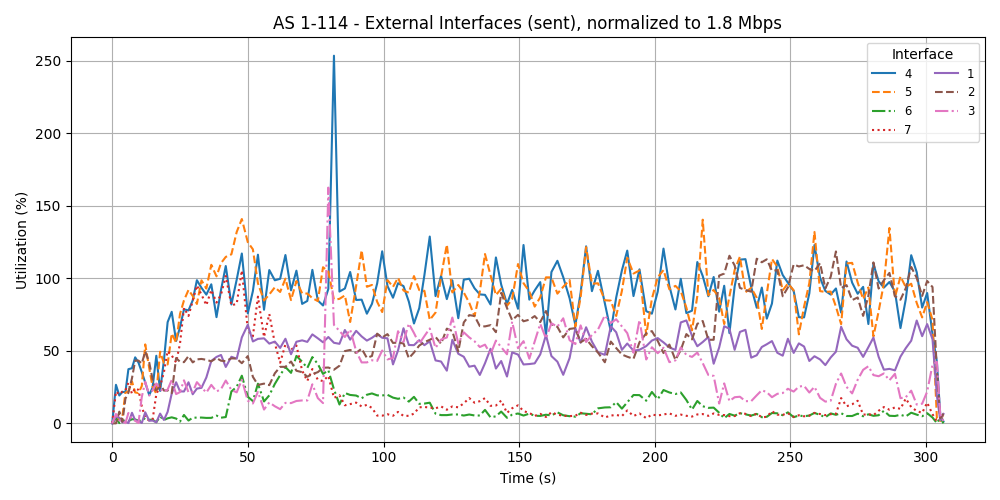 AS 1-114 - External Interfaces (sent), normalized to 1.8 Mbps
Utilization (%)
250
200
150
100
50
0
0 50 100 150 200 250 300
Time (s)
Interface
4 1
5 2
6 3
7